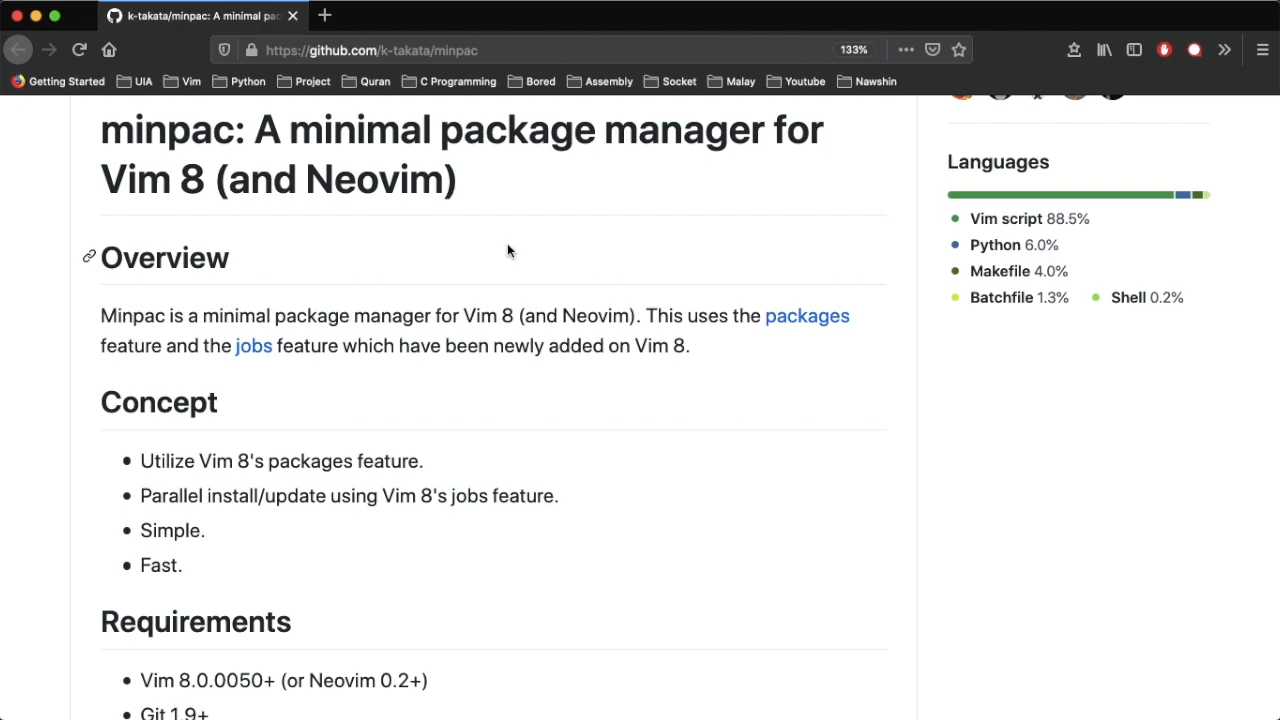 k-takata/minpac: A minimal pac
https://github.com/k-takata/minpac 133%
Getting Started UIA Vim Python Project Quran C Programming Bored Assembly Socket Malay Youtube Nawshin
minpac: A minimal package manager for
Vim 8 (and Neovim)
Overview
Minpac is a minimal package manager for Vim 8 (and Neovim). This uses the packages
feature and the jobs feature which have been newly added on Vim 8.
Concept
Utilize Vim 8's packages feature.
Parallel install/update using Vim 8's jobs feature.
Simple.
Fast.
Requirements
Vim 8.0.0050+ (or Neovim 0.2+)
Git 1.9+
Languages
Vim script 88.5%
Python 6.0%
Makefile 4.0%
Batchfile 1.3% Shell 0.2%